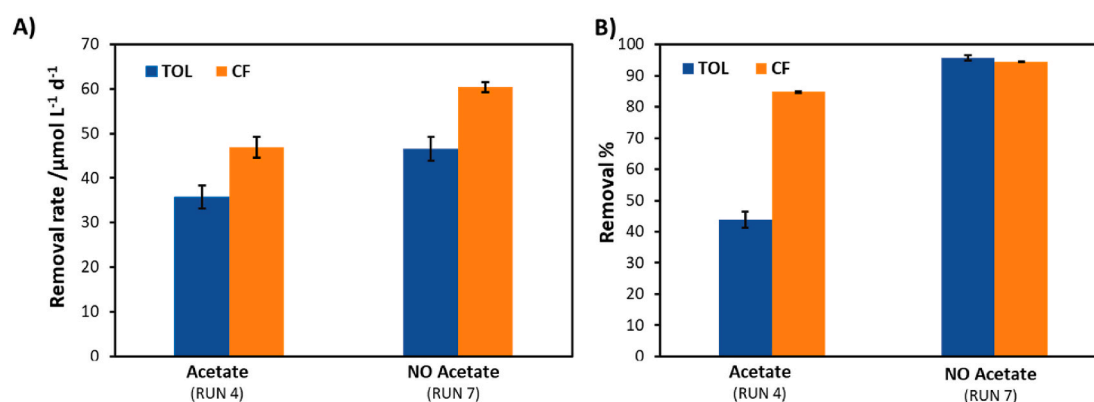 A)
Removal rate /µmol L⁻¹ d⁻¹
70
60
50
40
30
20
10
0
TOL CF
Acetate
(RUN 4)
NO Acetate
(RUN 7)
B)
Removal %
100
90
80
70
60
50
40
30
20
10
0
TOL CF
Acetate
(RUN 4)
NO Acetate
(RUN 7)